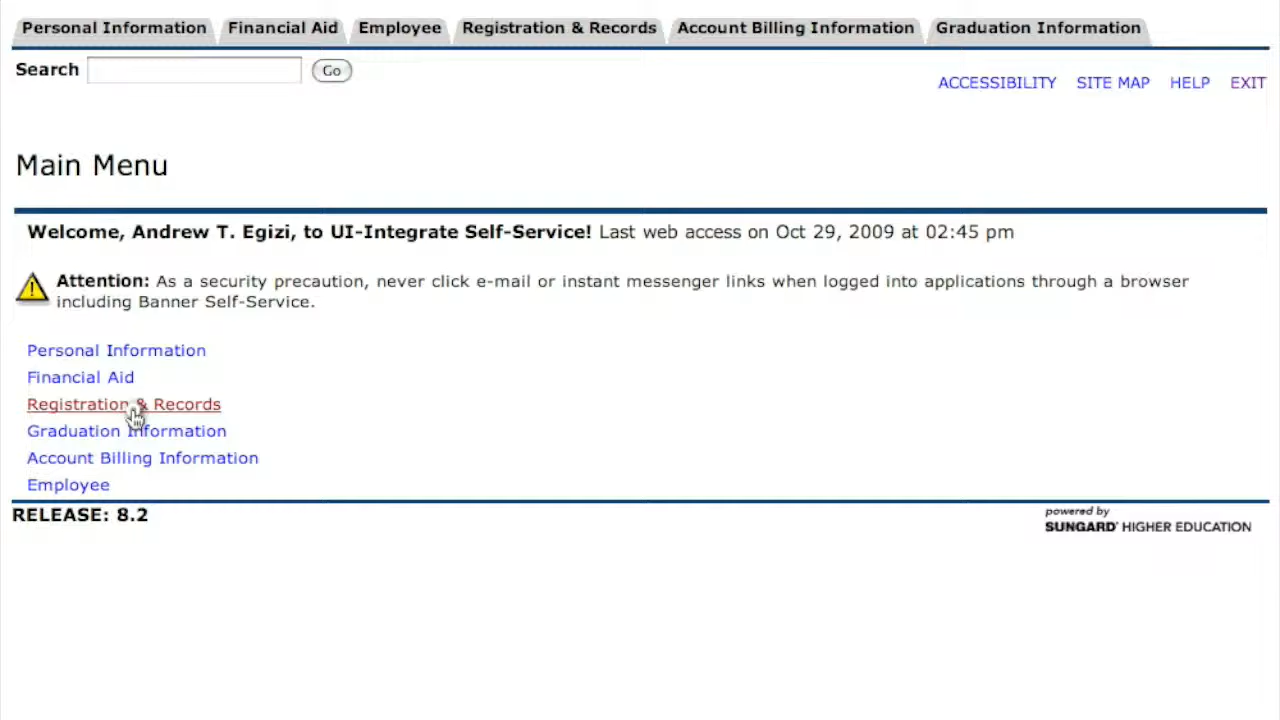 Personal Information Financial Aid Employee Registration & Records Account Billing Information Graduation Information
Search Go
ACCESSIBILITY SITE MAP HELP EXIT
Main Menu
Welcome, Andrew T. Egizi, to UI-Integrate Self-Service! Last web access on Oct 29, 2009 at 02:45 pm
Attention: As a security precaution, never click e-mail or instant messenger links when logged into applications through a browser
including Banner Self-Service.
Personal Information
Financial Aid
Registration & Records
Graduation Information
Account Billing Information
Employee
RELEASE: 8.2
powered by
SUNGARD HIGHER EDUCATION